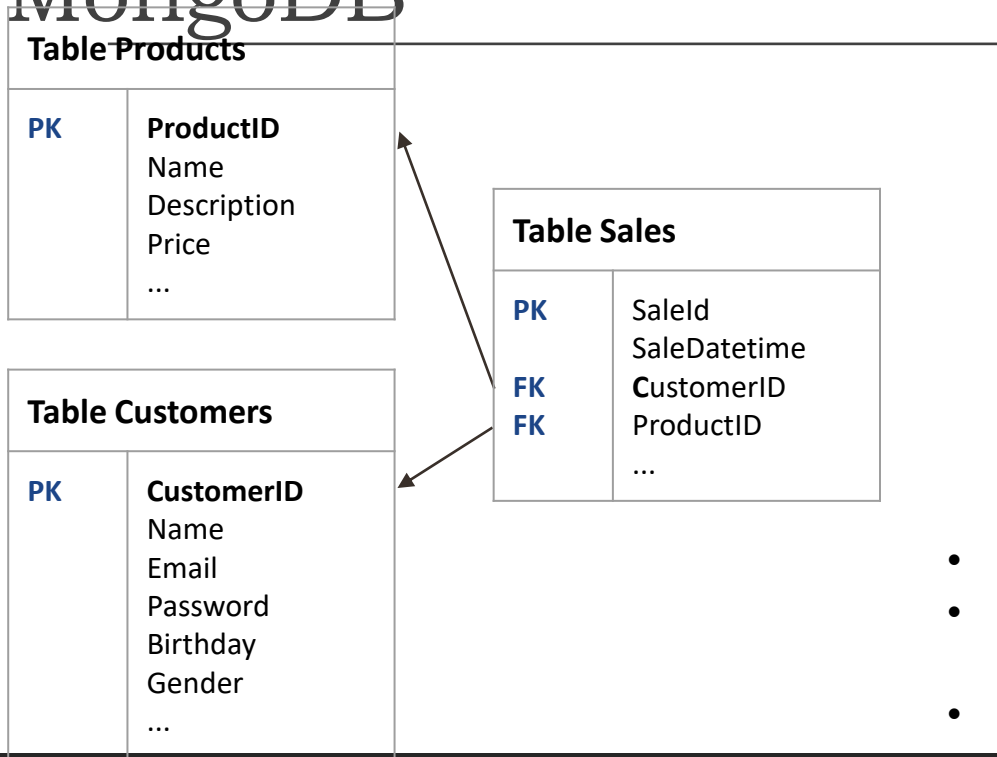 MongoDB
Table Products
PK ProductID
Name
Description
Price
...
Table Sales
PK SaleId
SaleDatetime
FK CustomerID
FK ProductID
...
Table Customers
PK CustomerID
Name
Email
Password
Birthday
Gender
...
•
•
•